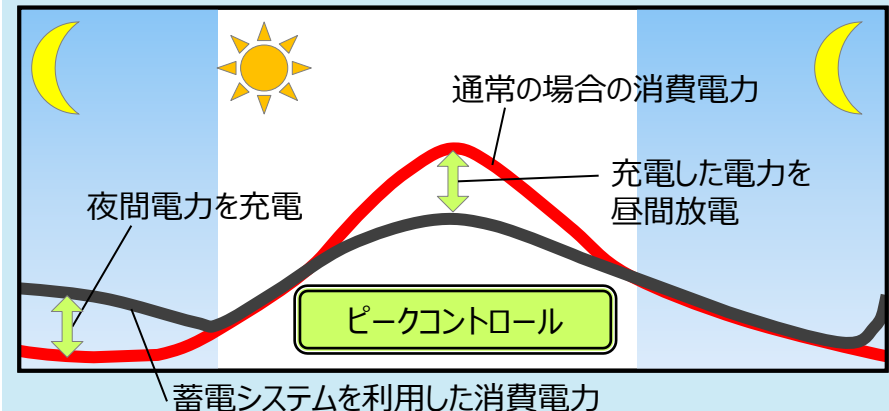 通常の場合の消費電力
充電した電力を
昼間放電
夜間電力を充電
ピークコントロール
蓄電システムを利用した消費電力